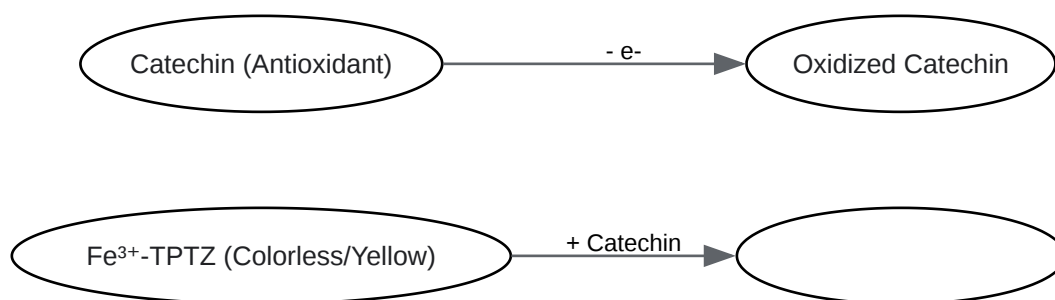 Catechin (Antioxidant)
- e-
Oxidized Catechin
Fe³⁺-TPTZ (Colorless/Yellow)
+ Catechin